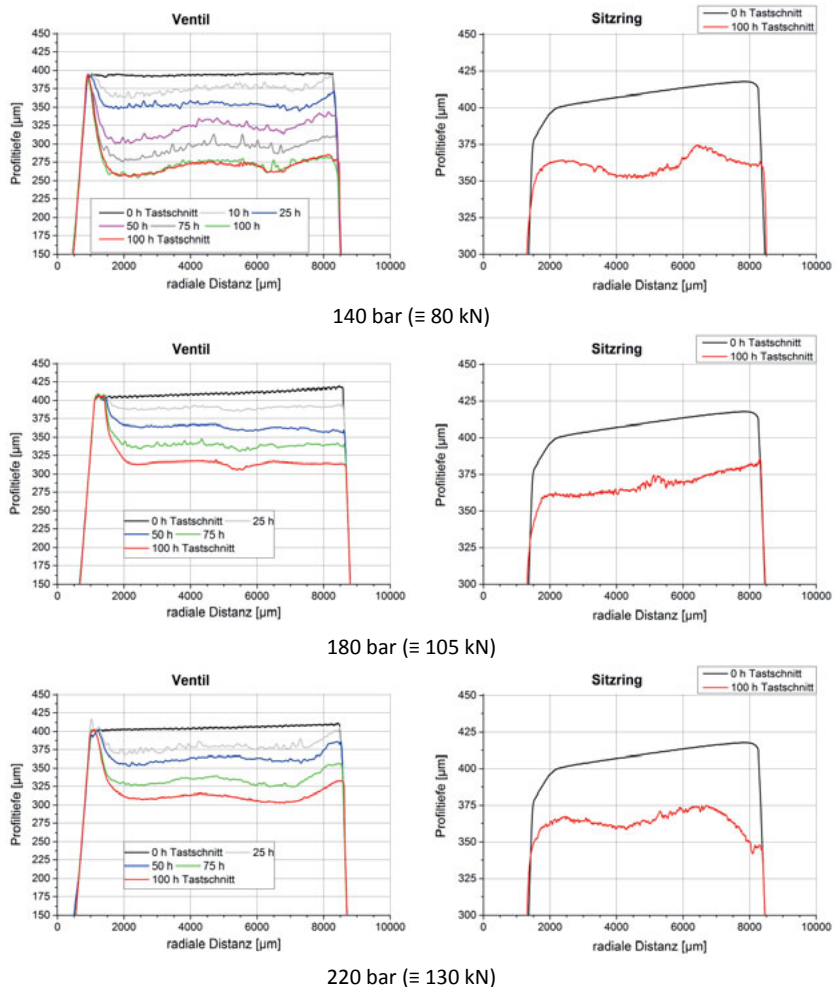 Ventil
Profiltiefe [µm]
450
425
400
375
350
325
300
275
250
225
200
175
150
0 h Tastschnitt 10 h 25 h
50 h 75 h 100 h
100 h Tastschnitt
0 2000 4000 6000 8000 10000
radiale Distanz [µm]
Sitzring
0 h Tastschnitt
100 h Tastschnitt
Profiltiefe [µm]
450
425
400
375
350
325
300
0 2000 4000 6000 8000 10000
radiale Distanz [µm]
140 bar (≡ 80 kN)
Ventil
Profiltiefe [µm]
450
425
400
375
350
325
300
275
250
225
200
175
150
0 h Tastschnitt 25 h
50 h 75 h
100 h Tastschnitt
0 2000 4000 6000 8000 10000
radiale Distanz [µm]
Sitzring
0 h Tastschnitt
100 h Tastschnitt
Profiltiefe [µm]
450
425
400
375
350
325
300
0 2000 4000 6000 8000 10000
radiale Distanz [µm]
180 bar (≡ 105 kN)
Ventil
Profiltiefe [µm]
450
425
400
375
350
325
300
275
250
225
200
175
150
0 h Tastschnitt 25 h
50 h 75 h
100 h Tastschnitt
0 2000 4000 6000 8000 10000
radiale Distanz [µm]
Sitzring
0 h Tastschnitt
100 h Tastschnitt
Profiltiefe [µm]
450
425
400
375
350
325
300
0 2000 4000 6000 8000 10000
radiale Distanz [µm]
220 bar (≡ 130 kN)